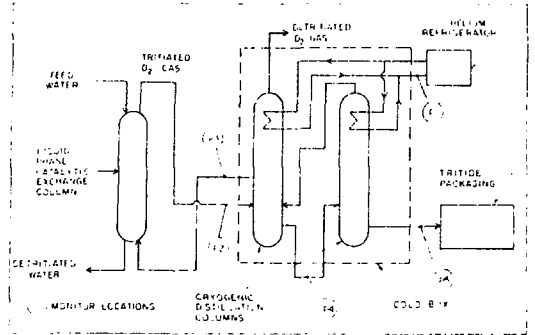 DETRITIATED
D2 GAS
HELIUM
REFRIGERATOR
TRITIATED
D2 GAS
FEED
WATER
LIQUID
PHASE
CATALYTIC
EXCHANGE
COLUMN
TRITIDE
PACKAGING
DETRITIATED
WATER
MONITOR LOCATIONS
CRYOGENIC
DISTILLATION
COLUMNS
COLD BOX